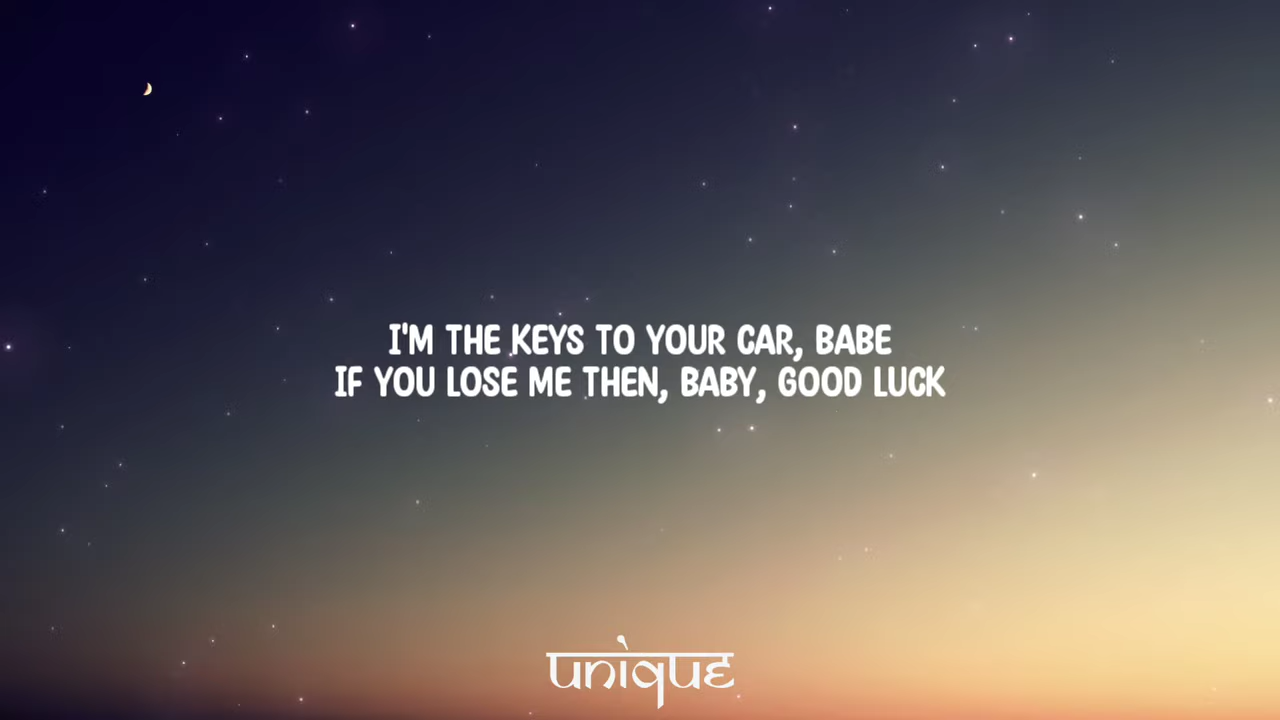 I'M THE KEYS TO YOUR CAR, BABE
IF YOU LOSE ME THEN, BABY, GOOD LUCK
unique